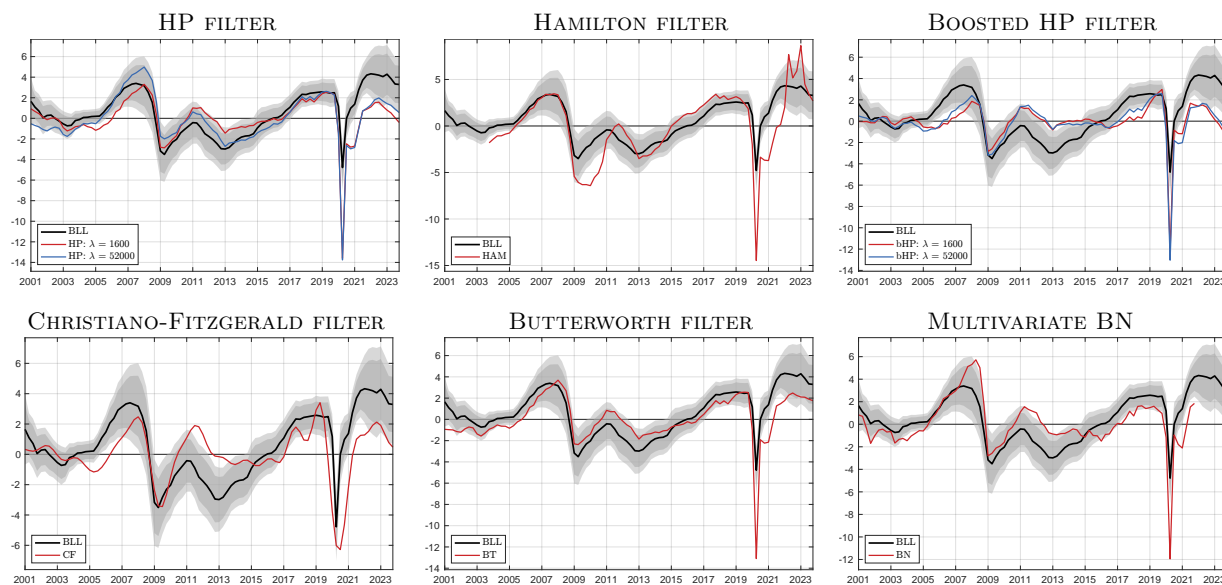 HP FILTER
6
4
2
0
-2
-4
-6
-8
-10
-12
-14
BLL
HP: λ = 1600
HP: λ = 52000
2001 2003 2005 2007 2009 2011 2013 2015 2017 2019 2021 2023
HAMILTON FILTER
5
0
-5
-10
-15
BLL
HAM
2001 2003 2005 2007 2009 2011 2013 2015 2017 2019 2021 2023
BOOSTED HP FILTER
6
4
2
0
-2
-4
-6
-8
-10
-12
-14
BLL
bHP: λ = 1600
bHP: λ = 52000
2001 2003 2005 2007 2009 2011 2013 2015 2017 2019 2021 2023
CHRISTIANO-FITZGERALD FILTER
6
4
2
0
-2
-4
-6
BLL
CF
2001 2003 2005 2007 2009 2011 2013 2015 2017 2019 2021 2023
BUTTERWORTH FILTER
6
4
2
0
-2
-4
-6
-8
-10
-12
-14
BLL
BT
2001 2003 2005 2007 2009 2011 2013 2015 2017 2019 2021 2023
MULTIVARIATE BN
6
4
2
0
-2
-4
-6
-8
-10
-12
BLL
BN
2001 2003 2005 2007 2009 2011 2013 2015 2017 2019 2021 2023